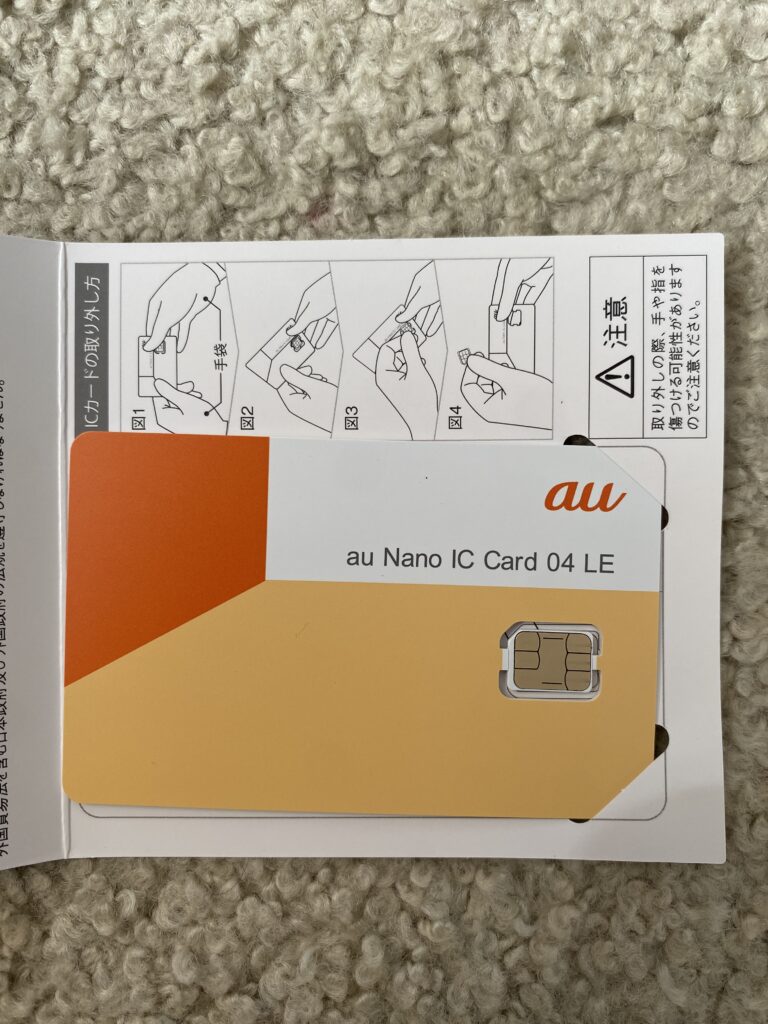 ICカードの取り外し方
図1
手袋
図2
図3
図4
注意
取り外しの際、手や指を
傷つける可能性があります
のでご注意ください。
au
au Nano IC Card 04 LE